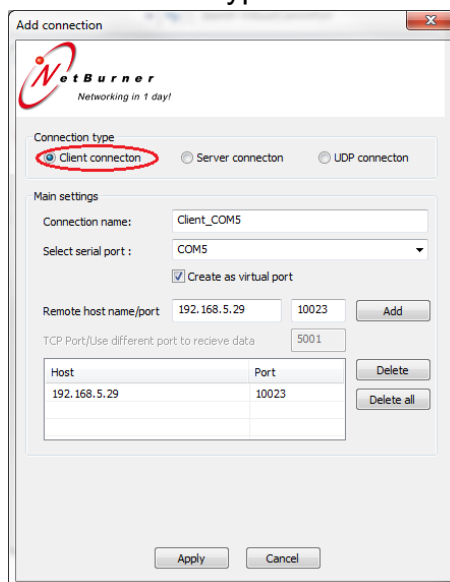 Add connection
NetBurner
Networking in 1 day!
Connection type
Client connecton Server connecton UDP connecton
Main settings
Connection name: Client_COM5
Select serial port : COM5
Create as virtual port
Remote host name/port 192.168.5.29 10023 Add
TCP Port/Use different port to recieve data 5001
Host Port Delete
192.168.5.29 10023 Delete all
Apply Cancel